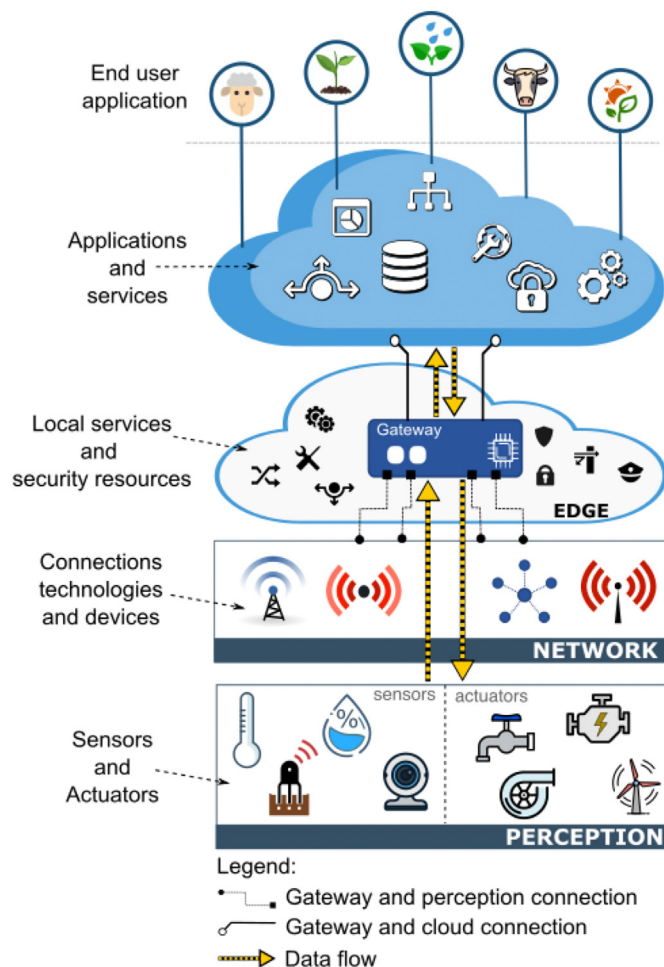 End user
application
Applications
and
services
Local services
and
security resources
Gateway
EDGE
Connections
technologies
and devices
NETWORK
sensors
actuators
%
Sensors
and
Actuators
PERCEPTION
Legend:
Gateway and perception connection
Gateway and cloud connection
Data flow